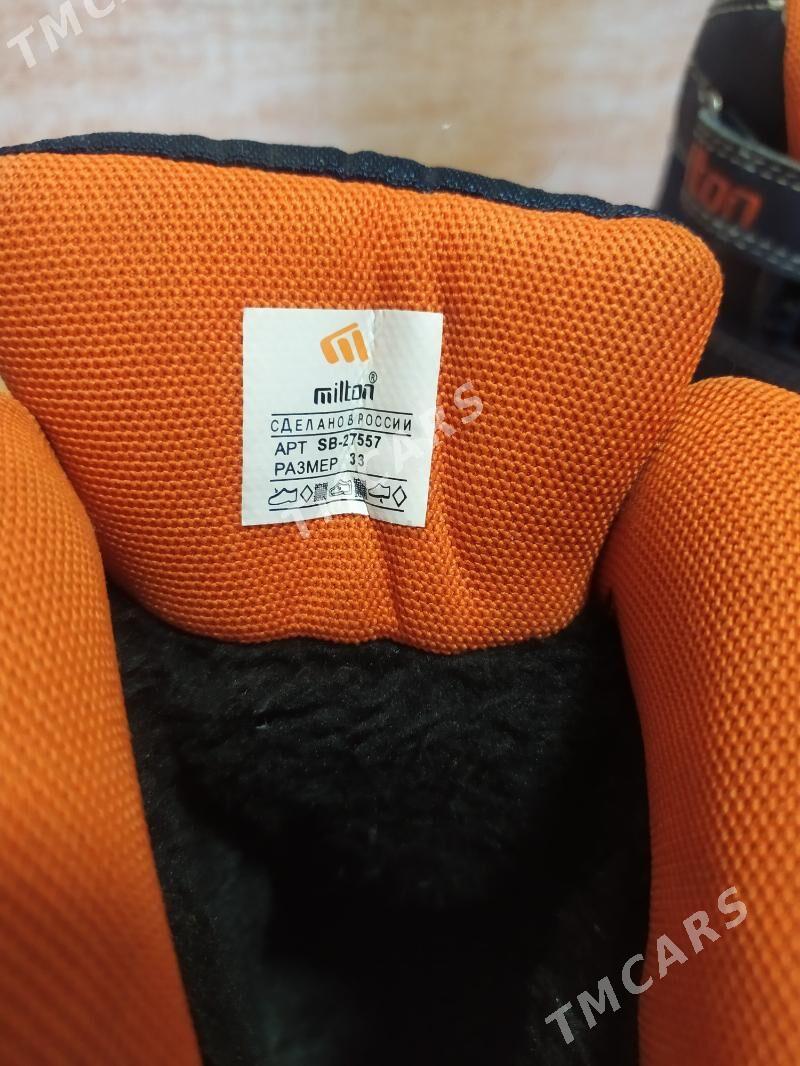 TMCARS
lton
milton®
СДЕЛАНО В РОССИИ
АРТ SB-27557
РАЗМЕР 33
TMCARS
TMCARS